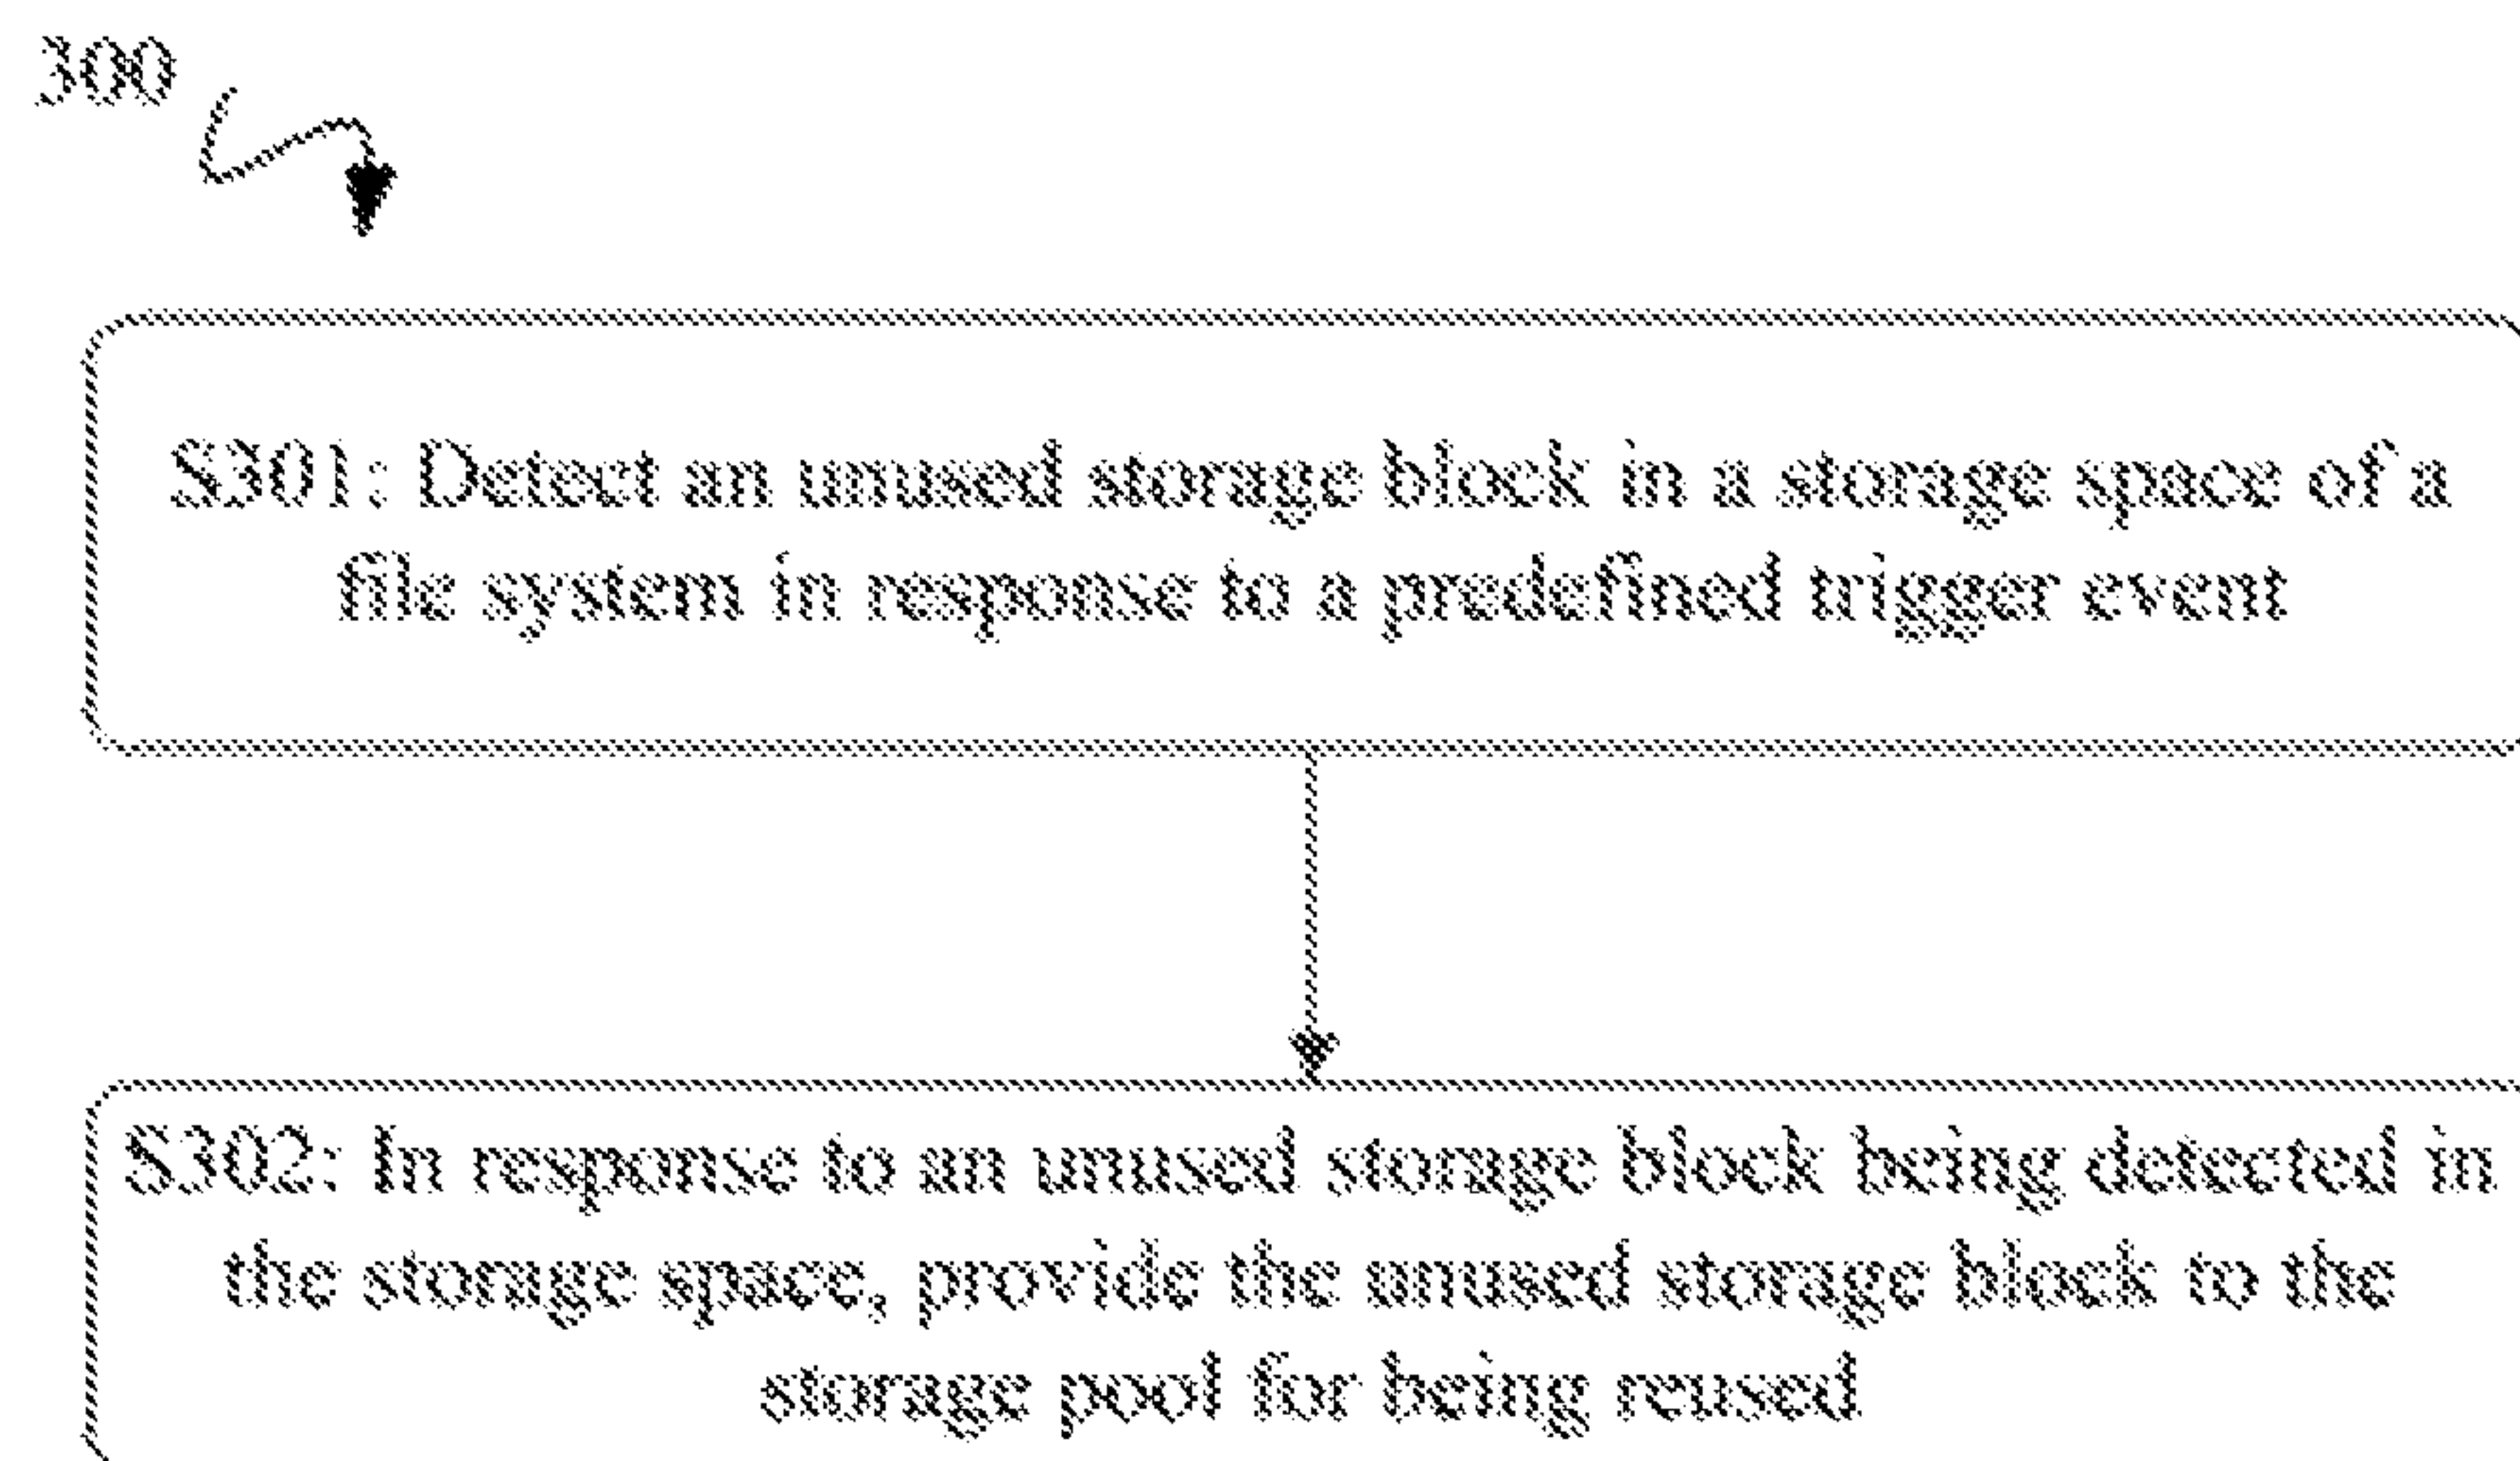 300
S301: Detect an unused storage block in a storage space of a
file system in response to a predefined trigger event
S302: In response to an unused storage block being detected in
the storage space, provide the unused storage block to the
storage pool for being reused